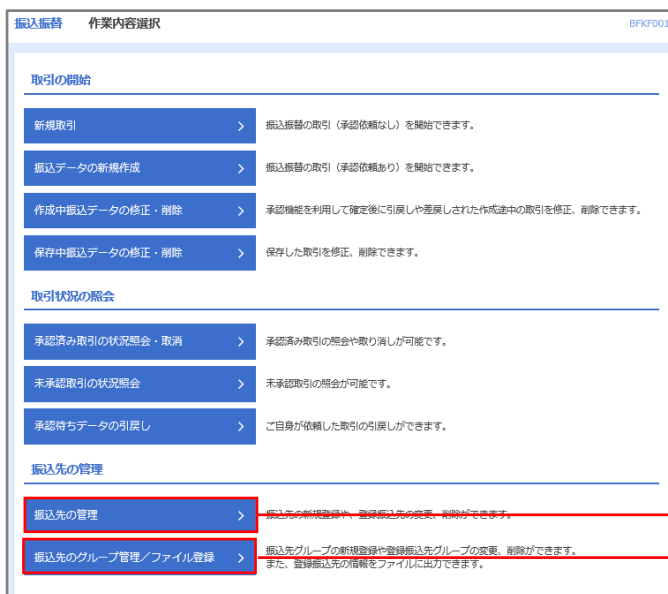 振込振替 作業内容選択 BFKF001
取引の開始
新規取引 振込振替の取引（承認依頼なし）を開始できます。
振込データの新規作成 振込振替の取引（承認依頼あり）を開始できます。
作成中振込データの修正・削除 承認機能を利用して確定後に引戻しや差戻しされた作成途中の取引を修正、削除できます。
保存中振込データの修正・削除 保存した取引を修正、削除できます。
取引状況の照会
承認済み取引の状況照会・取消 承認済み取引の照会や取り消しが可能です。
未承認取引の状況照会 未承認取引の照会が可能です。
承認待ちデータの引戻し ご自身が依頼した取引の引戻しができます。
振込先の管理
振込先の管理 振込先の新規登録や、登録振込先の変更、削除ができます。
振込先のグループ管理／ファイル登録 振込先グループの新規登録や登録振込先グループの変更、削除ができます。
また、登録振込先の情報をファイルに出力できます。